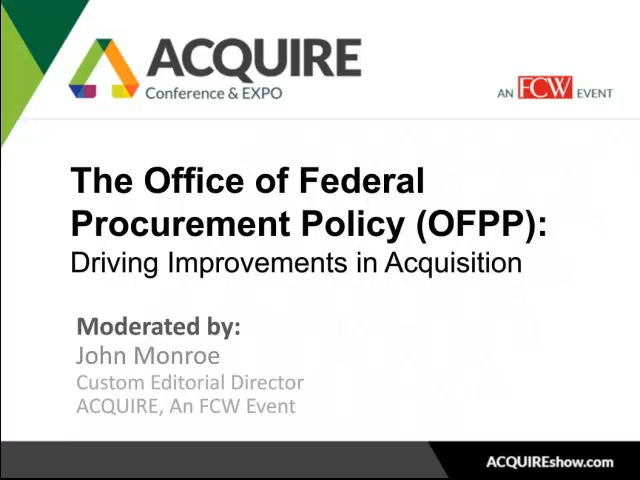 ACQUIRE
Conference & EXPO
AN FCW EVENT
The Office of Federal
Procurement Policy (OFPP):
Driving Improvements in Acquisition
Moderated by:
John Monroe
Custom Editorial Director
ACQUIRE, An FCW Event
ACQUIREshow.com